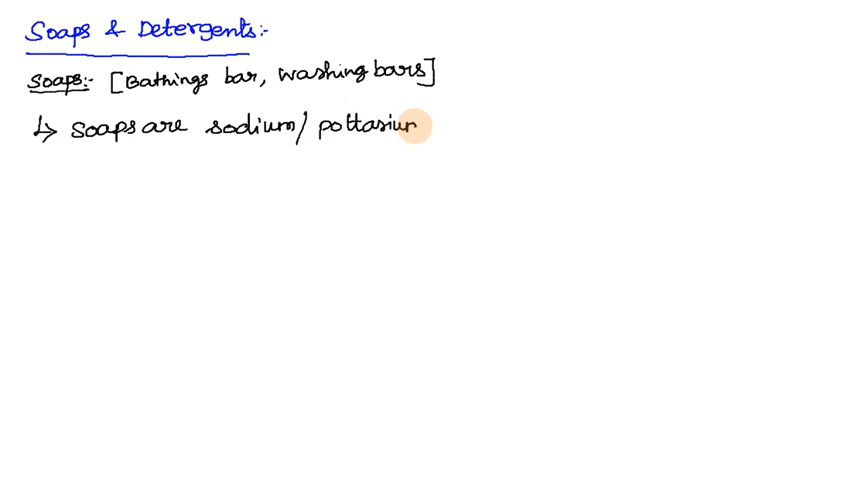 Soaps & Detergents:-
Soaps:- [Bathings bar, Washing bars]
↳ Soaps are sodium/pottasium